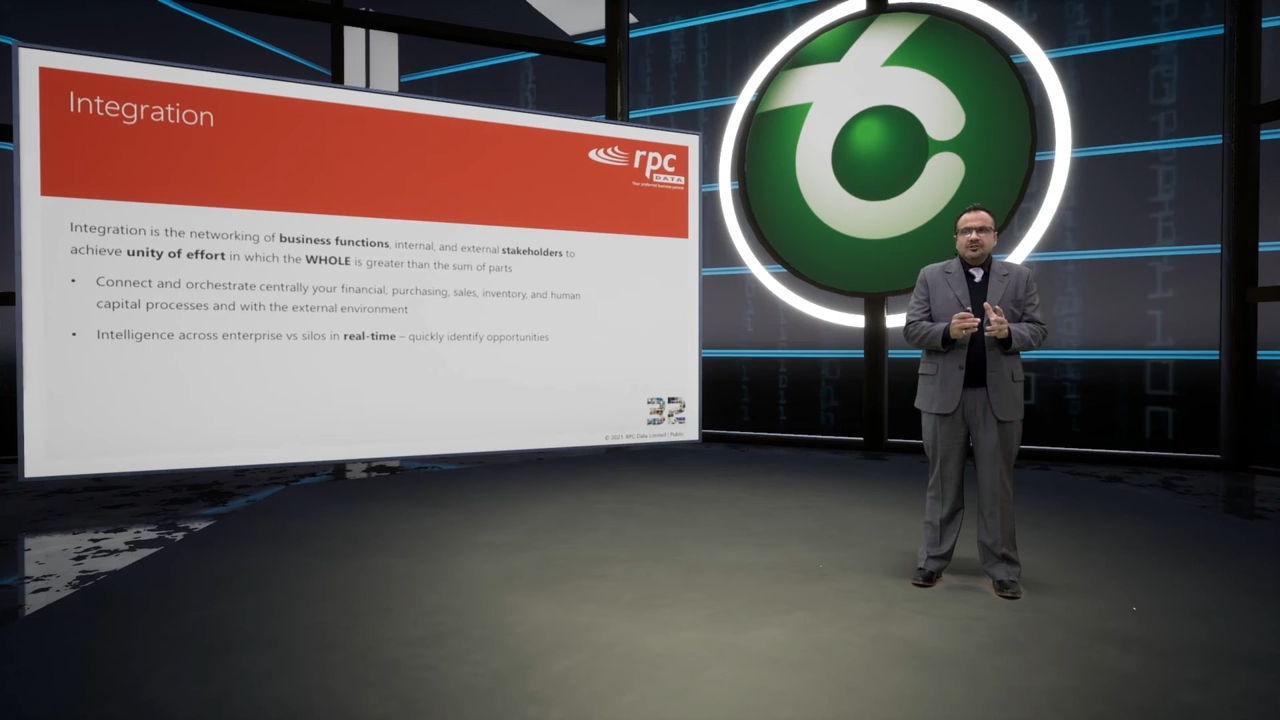 Integration
rpc
DATA
Your preferred business partner
Integration is the networking of business functions, internal, and external stakeholders to
achieve unity of effort in which the WHOLE is greater than the sum of parts
• Connect and orchestrate centrally your financial, purchasing, sales, inventory, and human
capital processes and with the external environment
• Intelligence across enterprise vs silos in real-time – quickly identify opportunities
32
© 2021 RPC Data Limited | Public